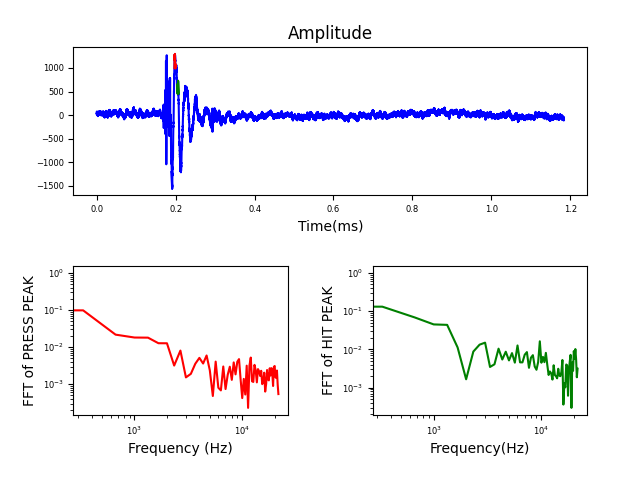 Amplitude
1000
500
0
−500
−1000
−1500
0.0 0.2 0.4 0.6 0.8 1.0 1.2
Time(ms)
FFT of PRESS PEAK
10⁰
10⁻¹
10⁻²
10⁻³
10³ 10⁴
Frequency (Hz)
FFT of HIT PEAK
10⁰
10⁻¹
10⁻²
10⁻³
10³ 10⁴
Frequency(Hz)